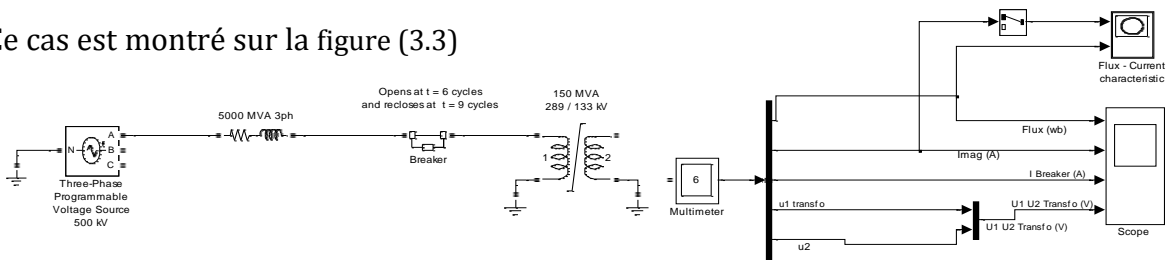 Ce cas est montré sur la figure (3.3)
Flux - Current
characteristic
Opens at t = 6 cycles
and recloses at t = 9 cycles
150 MVA
289 / 133 kV
5000 MVA 3ph
Breaker
N
A
B
C
Three-Phase
Programmable
Voltage Source
500 kV
1
2
6
Multimeter
Flux (wb)
Imag (A)
I Breaker (A)
u1 transfo
U1 U2 Transfo (V)
U1 U2 Transfo (V)
u2
Scope